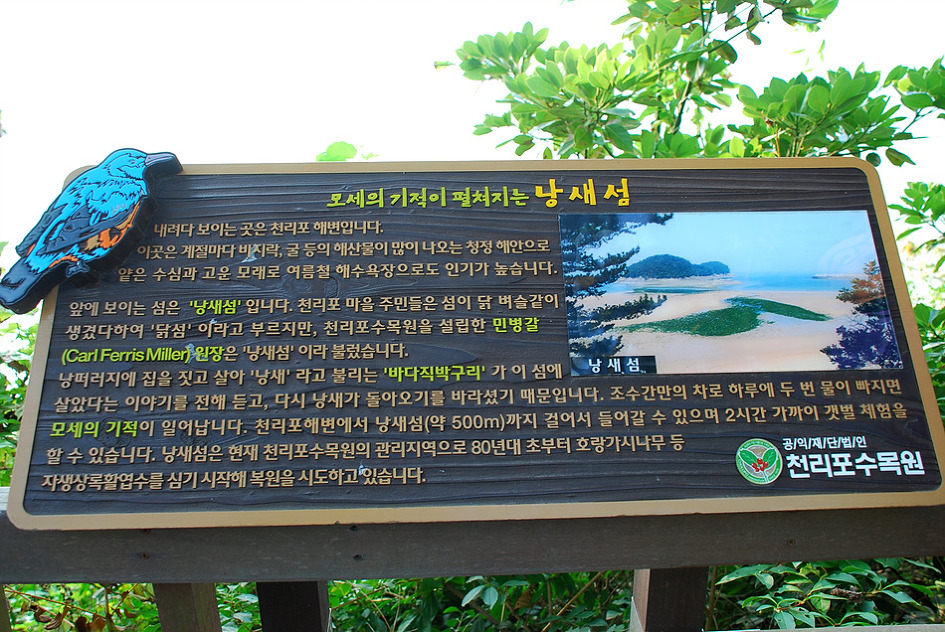 모세의 기적이 펼쳐지는 낭새섬
내려다 보이는 곳은 천리포 해변입니다.
이곳은 계절마다 바지락, 굴 등의 해산물이 많이 나오는 청정 해안으로
얕은 수심과 고운 모래로 여름철 해수욕장으로도 인기가 높습니다.
앞에 보이는 섬은 '낭새섬' 입니다. 천리포 마을 주민들은 섬이 닭 벼슬같이
생겼다하여 '닭섬' 이라고 부르지만, 천리포수목원을 설립한 민병갈
(Carl Ferris Miller) 원장은 '낭새섬' 이라 불렀습니다.
낭떠러지에 집을 짓고 살아 '낭새' 라고 불리는 '바다직박구리' 가 이 섬에
살았다는 이야기를 전해 듣고, 다시 낭새가 돌아오기를 바라셨기 때문입니다. 조수간만의 차로 하루에 두 번 물이 빠지면
모세의 기적이 일어납니다. 천리포해변에서 낭새섬(약 500m)까지 걸어서 들어갈 수 있으며 2시간 가까이 갯벌 체험을
할 수 있습니다. 낭새섬은 현재 천리포수목원의 관리지역으로 80년대 초부터 호랑가시나무 등
자생상록활엽수를 심기 시작해 복원을 시도하고 있습니다.
낭새섬
공익재단법인
천리포수목원